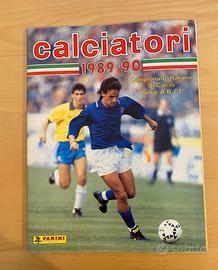 calciatori
1989-90
Campionato Italiano
di Calcio
Serie A B C1
PANINI